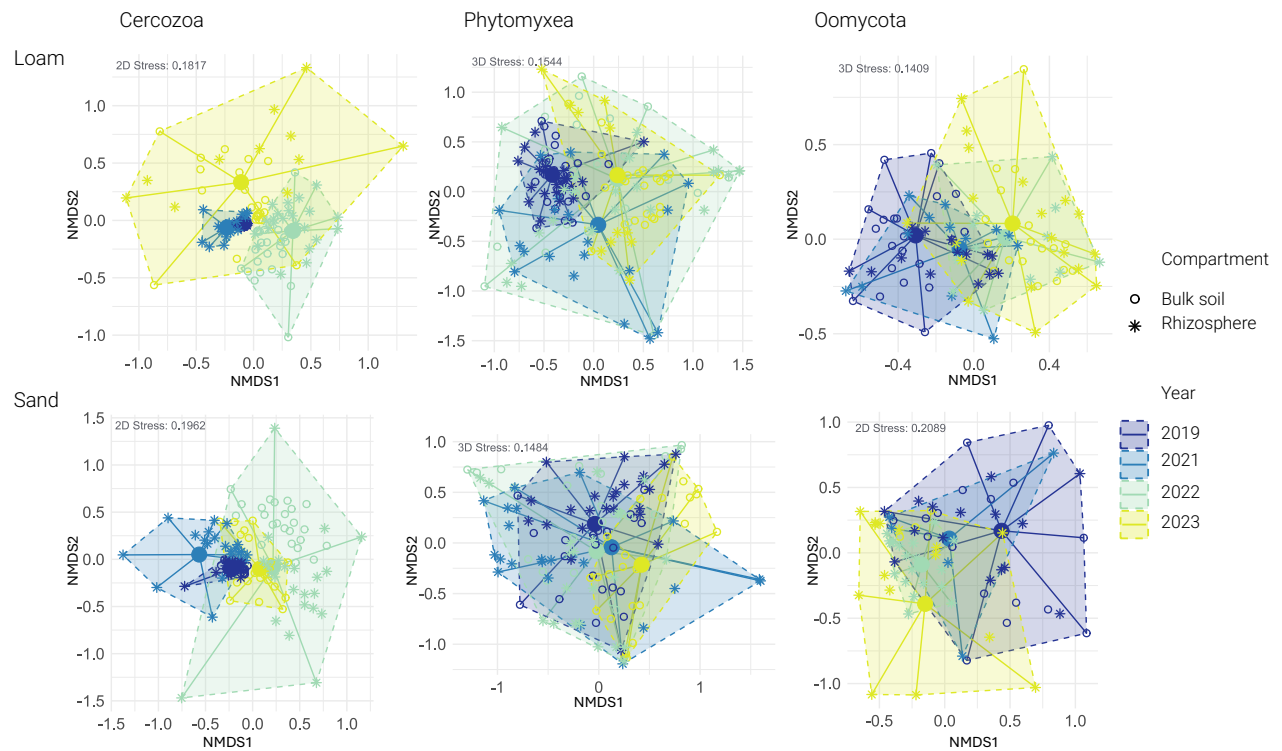 Cercozoa
Phytomyxea
Oomycota
Loam
2D Stress: 0.1817
1.0
0.5
0.0
-0.5
-1.0
NMDS2
-1.0
-0.5
0.0
0.5
1.0
NMDS1
3D Stress: 0.1544
1.0
0.5
0.0
-0.5
-1.0
-1.5
NMDS2
-1.0
-0.5
0.0
0.5
1.0
1.5
NMDS1
3D Stress: 0.1409
0.5
0.0
-0.5
NMDS2
-0.4
0.0
0.4
NMDS1
Compartment
Bulk soil
Rhizosphere
Sand
2D Stress: 0.1962
1.5
1.0
0.5
0.0
-0.5
-1.0
-1.5
NMDS2
-1.5
-1.0
-0.5
0.0
0.5
1.0
NMDS1
3D Stress: 0.1484
1.0
0.5
0.0
-0.5
-1.0
NMDS2
-1
0
1
NMDS1
2D Stress: 0.2089
1.0
0.5
0.0
-0.5
-1.0
NMDS2
-0.5
0.0
0.5
1.0
NMDS1
Year
2019
2021
2022
2023